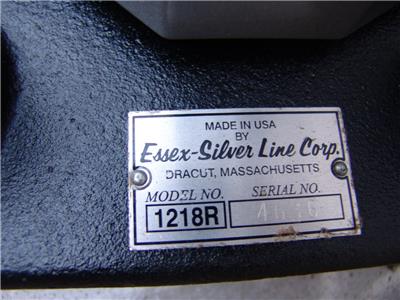 MADE IN USA
BY
Essex-Silver Line Corp.
DRACUT, MASSACHUSETTS
MODEL NO. SERIAL NO.
1218R